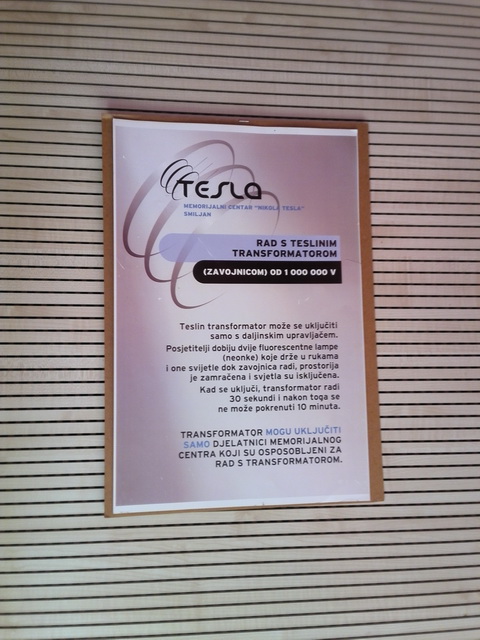 TESLA
MEMORIJALNI CENTAR "NIKOLA TESLA"
SMILJAN
RAD S TESLINIM
TRANSFORMATOROM
(ZAVOJNICOM) OD 1 000 000 V
Teslin transformator može se uključiti
samo s daljinskim upravljačem.
Posjetitelji dobiju dvije fluorescentne lampe
(neonke) koje drže u rukama
i one svijetle dok zavojnica radi, prostorija
je zamračena i svjetla su isključena.
Kad se uključi, transformator radi
30 sekundi i nakon toga se
ne može pokrenuti 10 minuta.
TRANSFORMATOR MOGU UKLJUČITI
SAMO DJELATNICI MEMORIJALNOG
CENTRA KOJI SU OSPOSOBLJENI ZA
RAD S TRANSFORMATOROM.